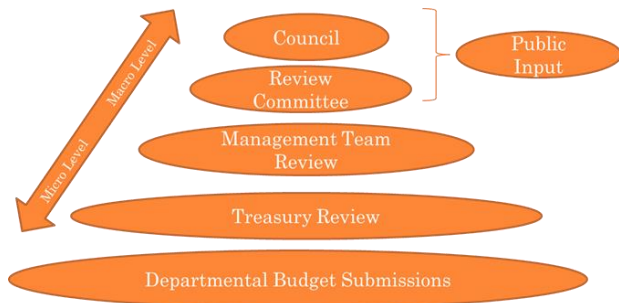 Council
Public
Input
Review
Committee
Macro Level
Management Team
Review
Micro Level
Treasury Review
Departmental Budget Submissions